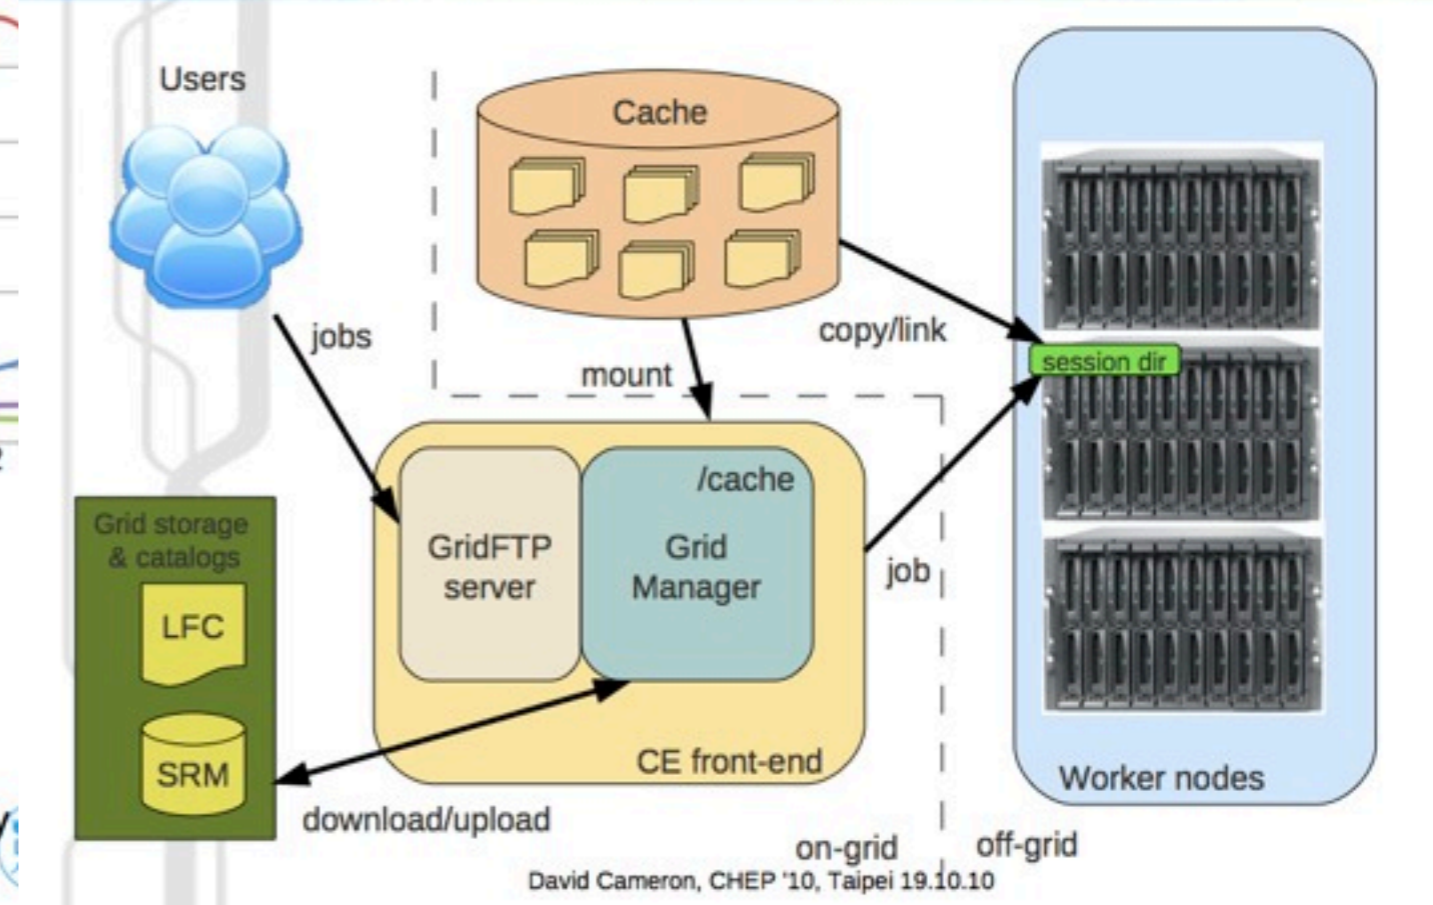 Users
Cache
jobs
copy/link
mount
session dir
/cache
Grid storage
& catalogs
GridFTP
server
Grid
Manager
LFC
job
SRM
CE front-end
Worker nodes
download/upload
on-grid
off-grid
David Cameron, CHEP '10, Taipei 19.10.10